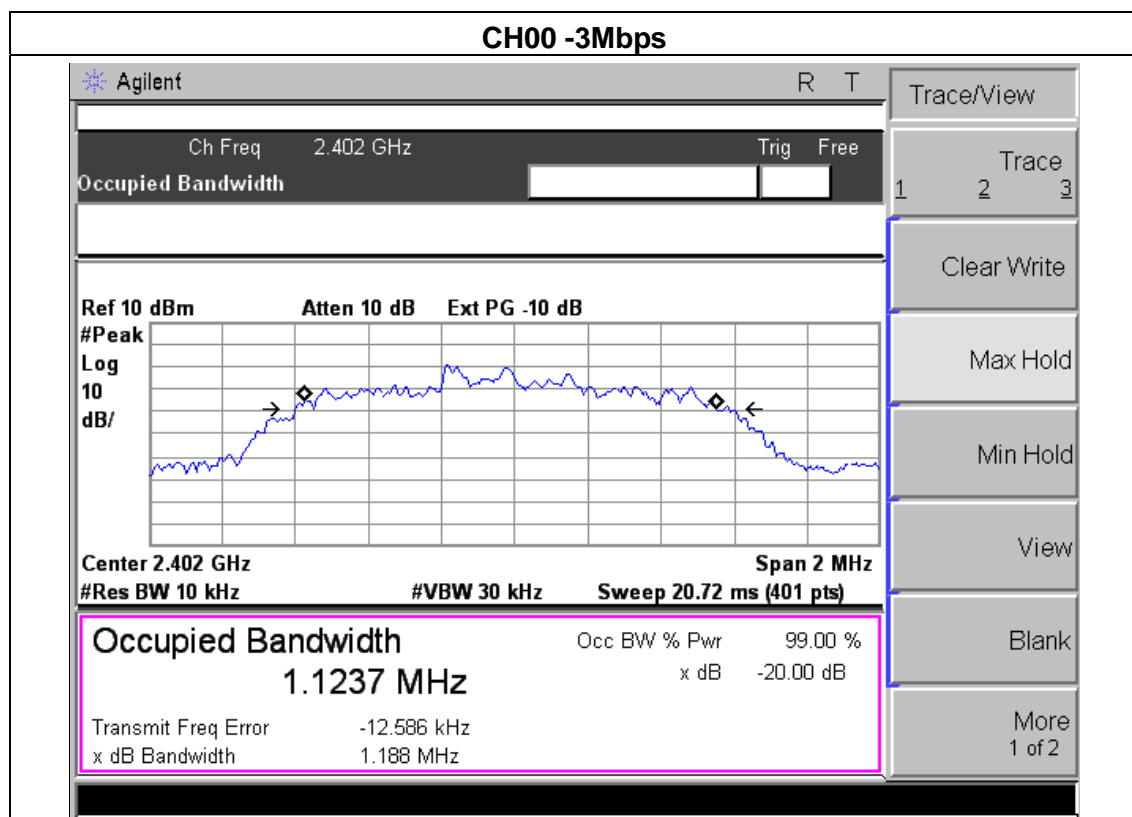 CH00 -3Mbps
Agilent R T
Trace/View
Ch Freq 2.402 GHz Trig Free
Occupied Bandwidth
Trace
1 2 3
Clear Write
Ref 10 dBm Atten 10 dB Ext PG -10 dB
#Peak
Log
10
dB/
Max Hold
Min Hold
Center 2.402 GHz Span 2 MHz
#Res BW 10 kHz #VBW 30 kHz Sweep 20.72 ms (401 pts)
View
Occupied Bandwidth Occ BW % Pwr 99.00 %
1.1237 MHz x dB -20.00 dB
Blank
Transmit Freq Error -12.586 kHz
x dB Bandwidth 1.188 MHz
More
1 of 2